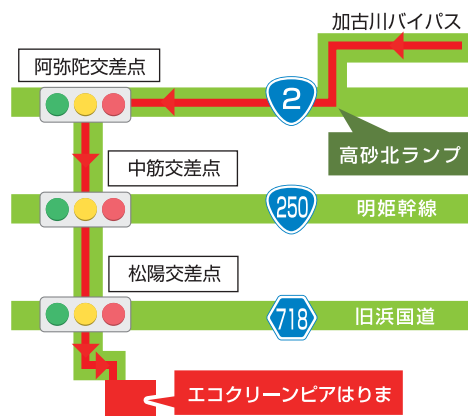 加古川バイパス
阿弥陀交差点
2
高砂北ランプ
中筋交差点
250
明姫幹線
松陽交差点
718
旧浜国道
エコクリーンピアはりま